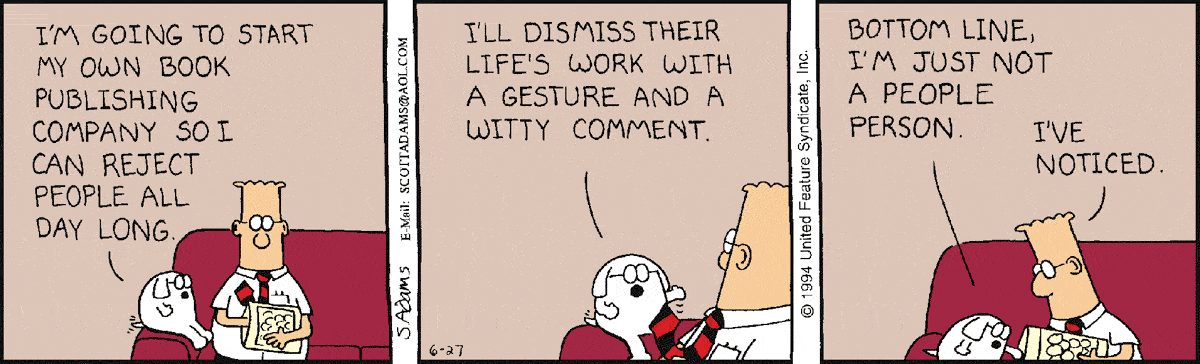 I'M GOING TO START
MY OWN BOOK
PUBLISHING
COMPANY SO I
CAN REJECT
PEOPLE ALL
DAY LONG.
S ADAMS E-Mail: SCOTTADAMS@AOL.COM
I'LL DISMISS THEIR
LIFE'S WORK WITH
A GESTURE AND A
WITTY COMMENT.
6-27
© 1994 United Feature Syndicate, Inc.
BOTTOM LINE,
I'M JUST NOT
A PEOPLE
PERSON.
I'VE
NOTICED.